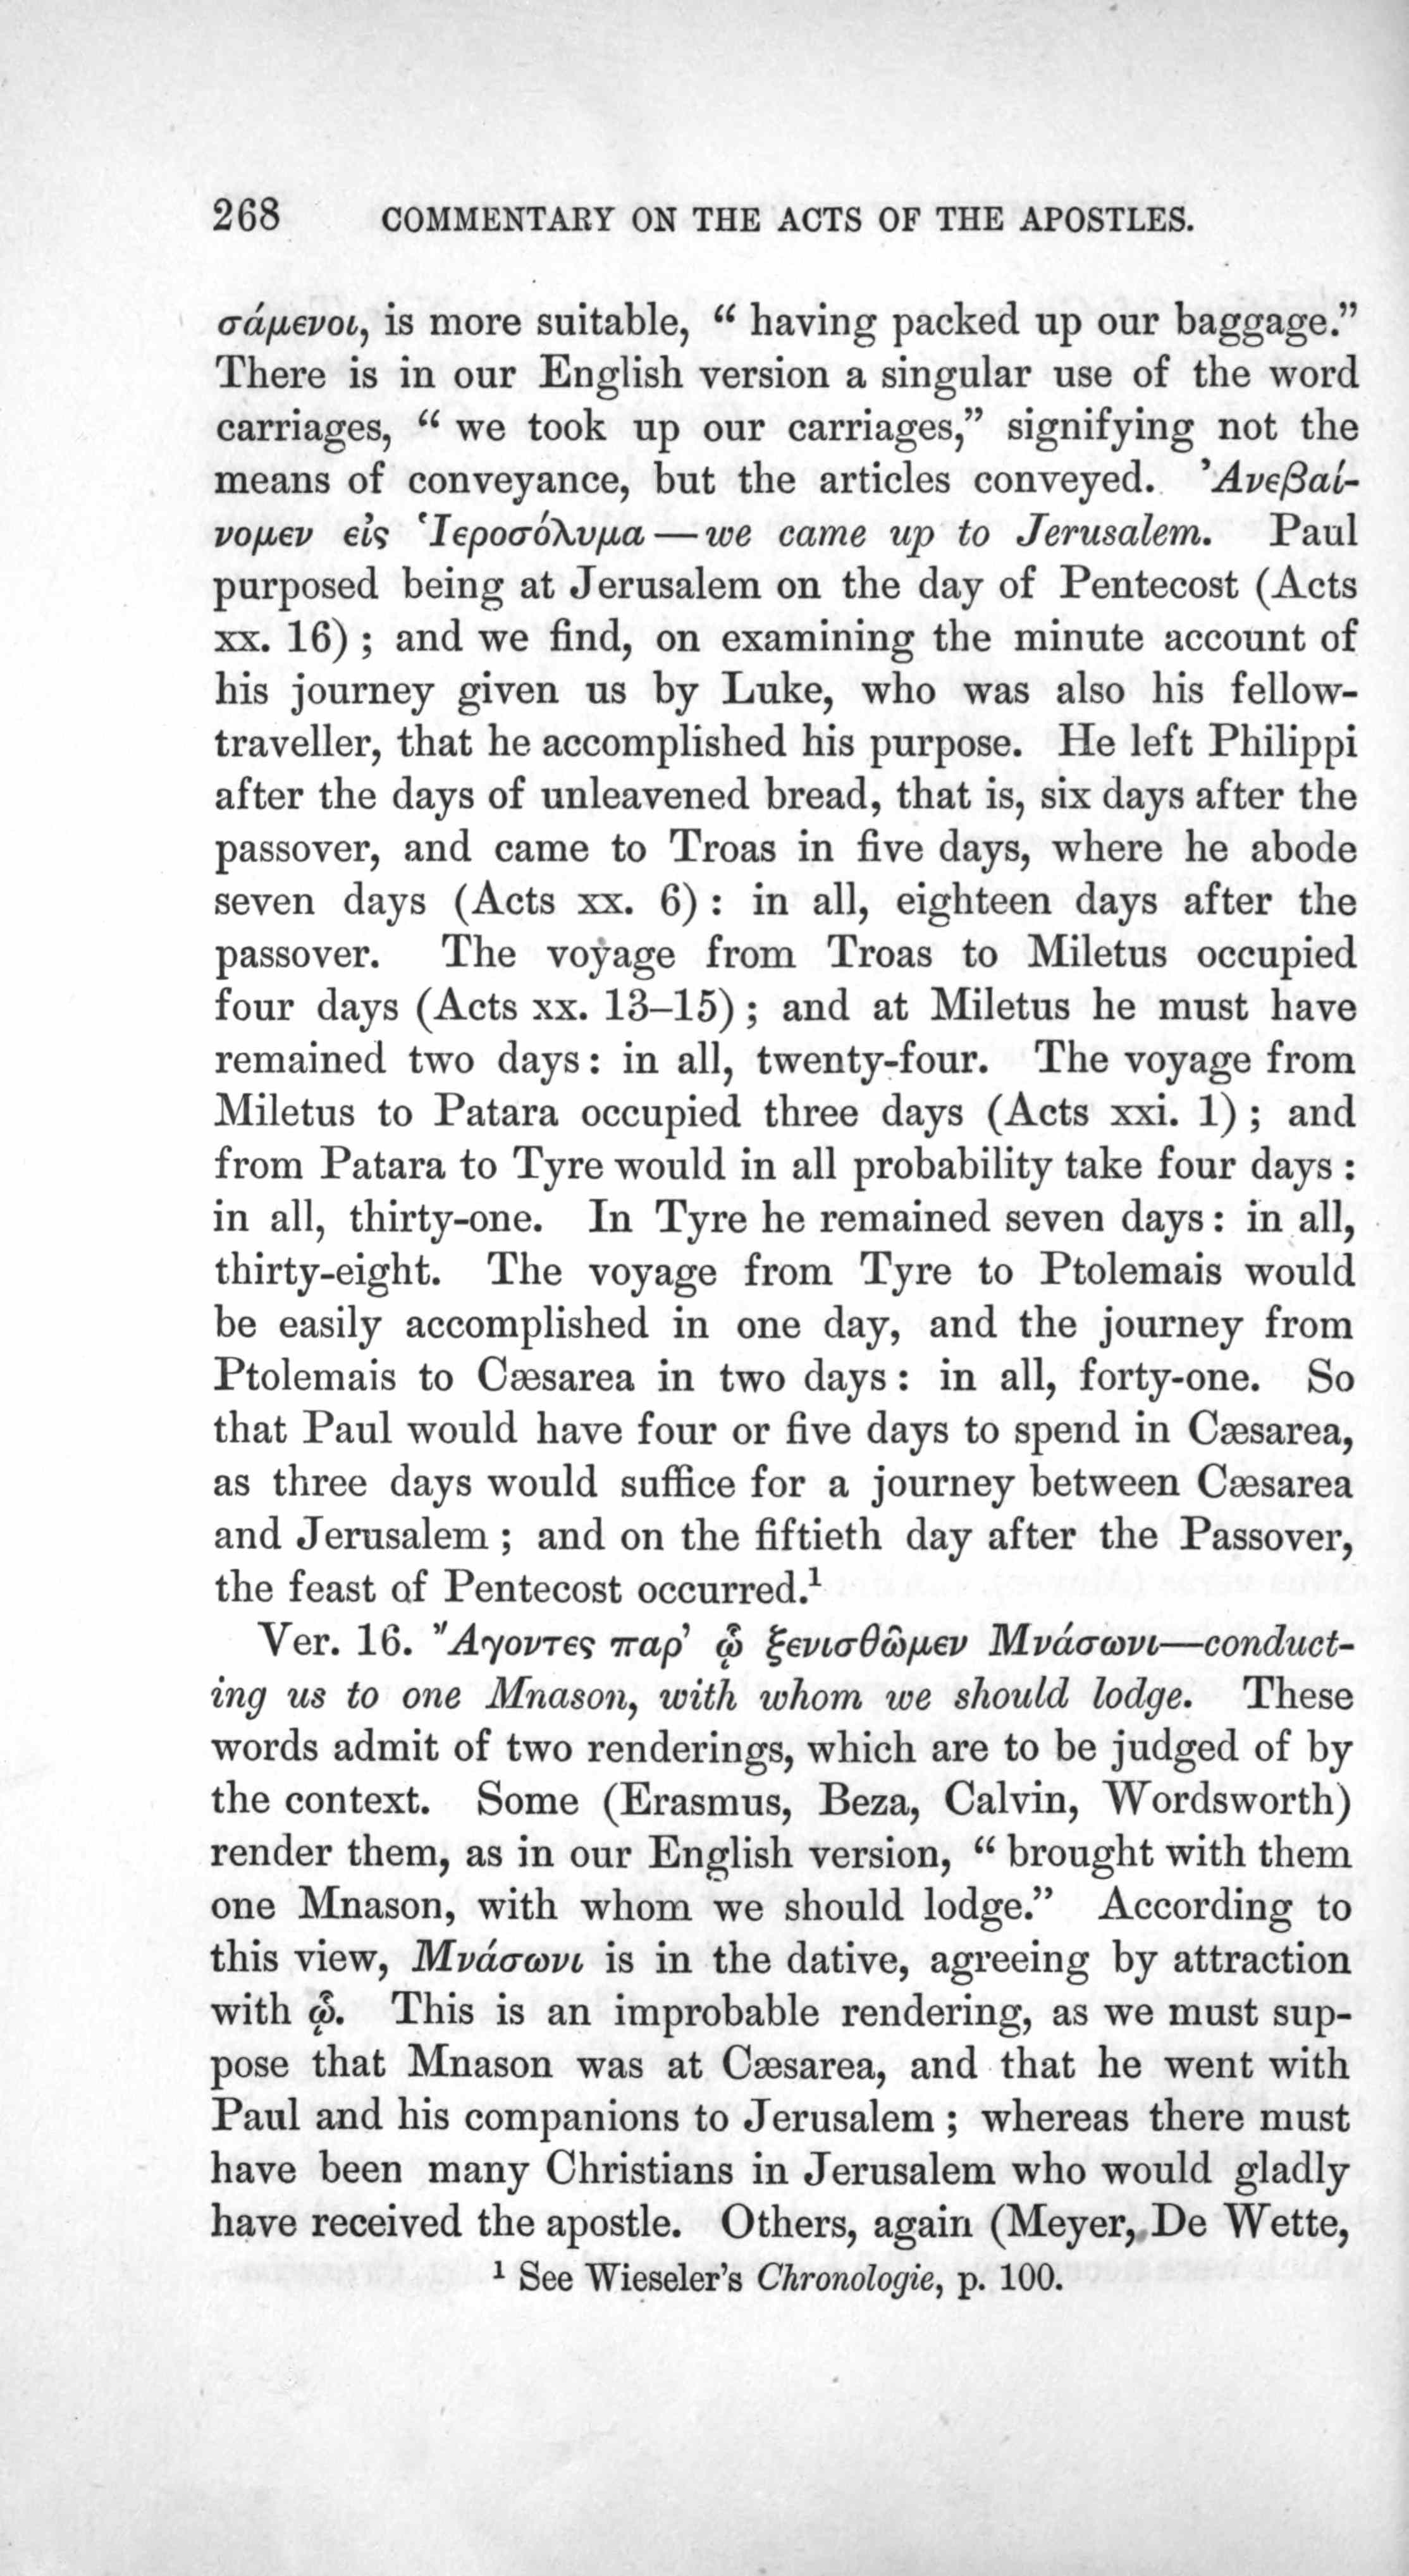 268 COMMENTARY ON THE ACTS OF THE APOSTLES.
σάμενοι, is more suitable, “ having packed up our baggage.”
There is in our English version a singular use of the word
carriages, “ we took up our carriages,” signifying not the
means of conveyance, but the articles conveyed. Ἀνεβαί-
νομεν εἰς Ἱεροσόλυμα — we came up to Jerusalem. Paul
purposed being at Jerusalem on the day of Pentecost (Acts
xx. 16) ; and we find, on examining the minute account of
his journey given us by Luke, who was also his fellow-
traveller, that he accomplished his purpose. He left Philippi
after the days of unleavened bread, that is, six days after the
passover, and came to Troas in five days, where he abode
seven days (Acts xx. 6) : in all, eighteen days after the
passover. The voyage from Troas to Miletus occupied
four days (Acts xx. 13–15) ; and at Miletus he must have
remained two days : in all, twenty-four. The voyage from
Miletus to Patara occupied three days (Acts xxi. 1) ; and
from Patara to Tyre would in all probability take four days :
in all, thirty-one. In Tyre he remained seven days : in all,
thirty-eight. The voyage from Tyre to Ptolemais would
be easily accomplished in one day, and the journey from
Ptolemais to Cæsarea in two days : in all, forty-one. So
that Paul would have four or five days to spend in Cæsarea,
as three days would suffice for a journey between Cæsarea
and Jerusalem ; and on the fiftieth day after the Passover,
the feast of Pentecost occurred.¹
Ver. 16. Ἄγοντες παρ’ ᾧ ξενισθῶμεν Μνάσωνι—conduct-
ing us to one Mnason, with whom we should lodge. These
words admit of two renderings, which are to be judged of by
the context. Some (Erasmus, Beza, Calvin, Wordsworth)
render them, as in our English version, “ brought with them
one Mnason, with whom we should lodge.” According to
this view, Μνάσωνι is in the dative, agreeing by attraction
with ᾧ. This is an improbable rendering, as we must sup-
pose that Mnason was at Cæsarea, and that he went with
Paul and his companions to Jerusalem ; whereas there must
have been many Christians in Jerusalem who would gladly
have received the apostle. Others, again (Meyer, De Wette,
¹ See Wieseler’s Chronologie, p. 100.